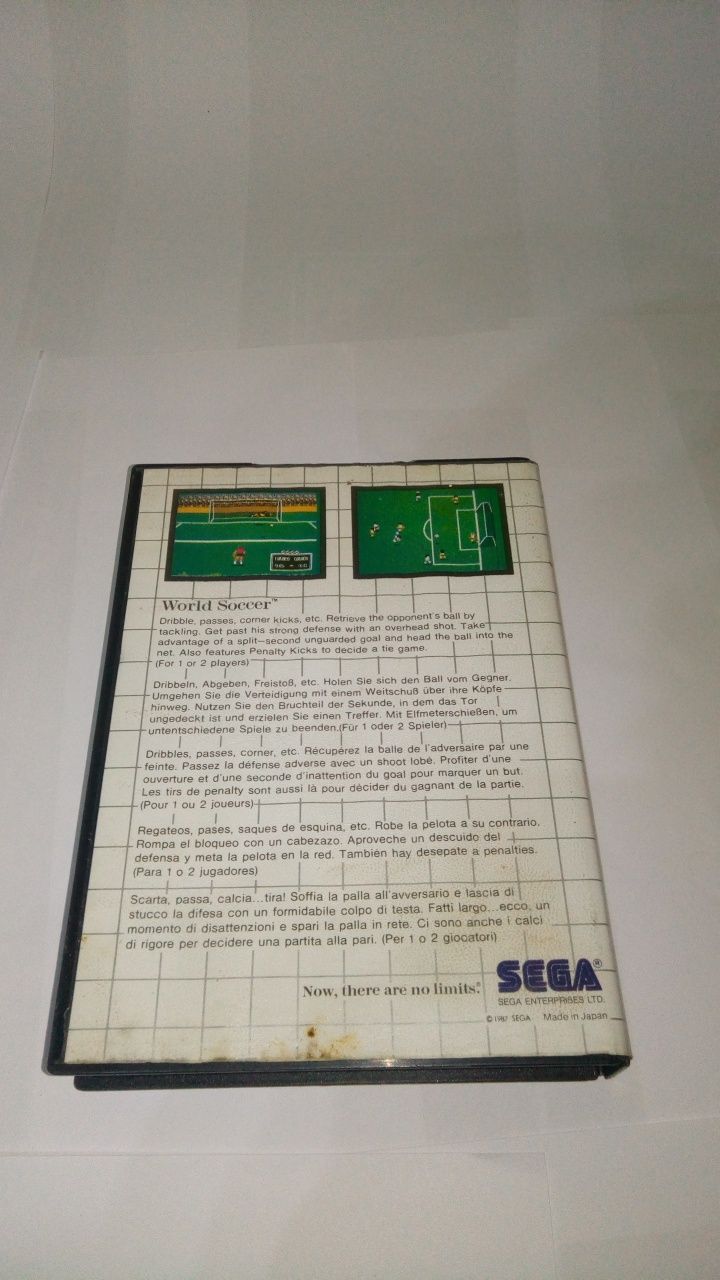 World Soccer™
Dribble, passes, corner kicks, etc. Retrieve the opponent's ball by
tackling. Get past his strong defense with an overhead shot. Take
advantage of a split-second unguarded goal and head the ball into the
net. Also features Penalty Kicks to decide a tie game.
(For 1 or 2 players)
Dribbeln, Abgeben, Freistoß, etc. Holen Sie sich den Ball vom Gegner.
Umgehen Sie die Verteidigung mit einem Weitschuß über ihre Köpfe
hinweg. Nutzen Sie den Bruchteil der Sekunde, in dem das Tor
ungedeckt ist und erzielen Sie einen Treffer. Mit Elfmeterschießen, um
untentschiedene Spiele zu beenden.(Für 1 oder 2 Spieler)
Dribbles, passes, corner, etc. Récupérez la balle de l'adversaire par une
feinte. Passez la défense adverse avec un shoot lobé. Profiter d'une
ouverture et d'une seconde d'inattention du goal pour marquer un but.
Les tirs de penalty sont aussi là pour décider du gagnant de la partie.
(Pour 1 ou 2 joueurs)
Regateos, pases, saques de esquina, etc. Robe la pelota a su contrario.
Rompa el bloqueo con un cabezazo. Aproveche un descuido del
defensa y meta la pelota en la red. También hay desepate a penalties.
(Para 1 o 2 jugadores)
Scarta, passa, calcia...tira! Soffia la palla all'avversario e lascia di
stucco la difesa con un formidabile colpo di testa. Fatti largo...ecco, un
momento di disattenzioni e spari la palla in rete. Ci sono anche i calci
di rigore per decidere una partita alla pari. (Per 1 o 2 giocatori)
Now, there are no limits.
SEGA®
SEGA ENTERPRISES LTD.
© 1987 SEGA Made in Japan